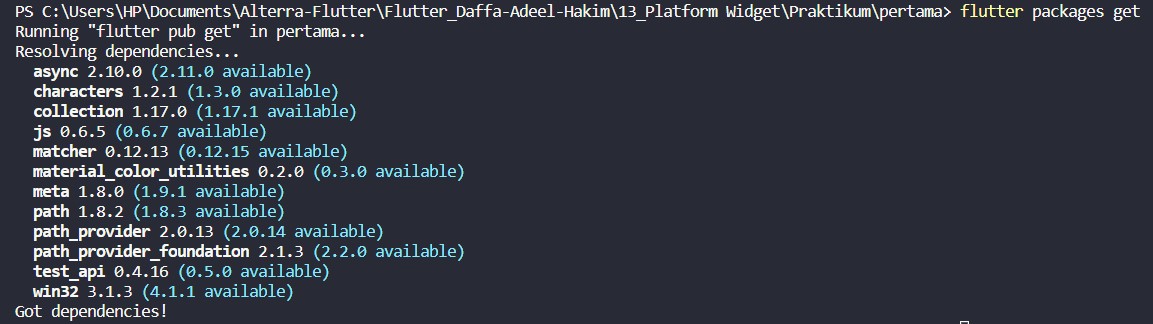 PS C:\Users\HP\Documents\Alterra-Flutter\Flutter_Daffa-Adeel-Hakim\13_Platform Widget\Praktikum\pertama> flutter packages get
Running "flutter pub get" in pertama...
Resolving dependencies...
async 2.10.0 (2.11.0 available)
characters 1.2.1 (1.3.0 available)
collection 1.17.0 (1.17.1 available)
js 0.6.5 (0.6.7 available)
matcher 0.12.13 (0.12.15 available)
material_color_utilities 0.2.0 (0.3.0 available)
meta 1.8.0 (1.9.1 available)
path 1.8.2 (1.8.3 available)
path_provider 2.0.13 (2.0.14 available)
path_provider_foundation 2.1.3 (2.2.0 available)
test_api 0.4.16 (0.5.0 available)
win32 3.1.3 (4.1.1 available)
Got dependencies!